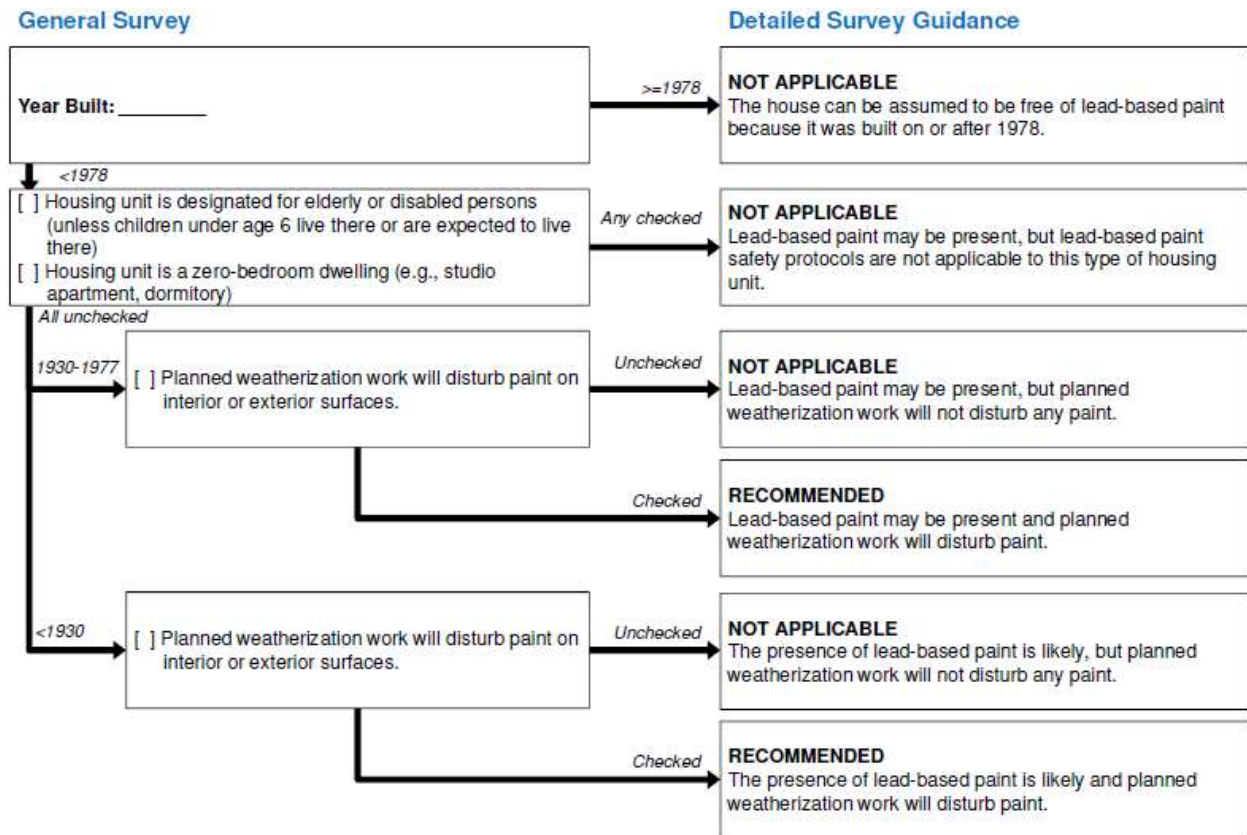 General Survey
Detailed Survey Guidance
Year Built: ________
>=1978
NOT APPLICABLE
The house can be assumed to be free of lead-based paint
because it was built on or after 1978.
<1978
[ ] Housing unit is designated for elderly or disabled persons
(unless children under age 6 live there or are expected to live
there)
[ ] Housing unit is a zero-bedroom dwelling (e.g., studio
apartment, dormitory)
Any checked
NOT APPLICABLE
Lead-based paint may be present, but lead-based paint
safety protocols are not applicable to this type of housing
unit.
All unchecked
1930-1977
[ ] Planned weatherization work will disturb paint on
interior or exterior surfaces.
Unchecked
NOT APPLICABLE
Lead-based paint may be present, but planned
weatherization work will not disturb any paint.
Checked
RECOMMENDED
Lead-based paint may be present and planned
weatherization work will disturb paint.
<1930
[ ] Planned weatherization work will disturb paint on
interior or exterior surfaces.
Unchecked
NOT APPLICABLE
The presence of lead-based paint is likely, but planned
weatherization work will not disturb any paint.
Checked
RECOMMENDED
The presence of lead-based paint is likely and planned
weatherization work will disturb paint.